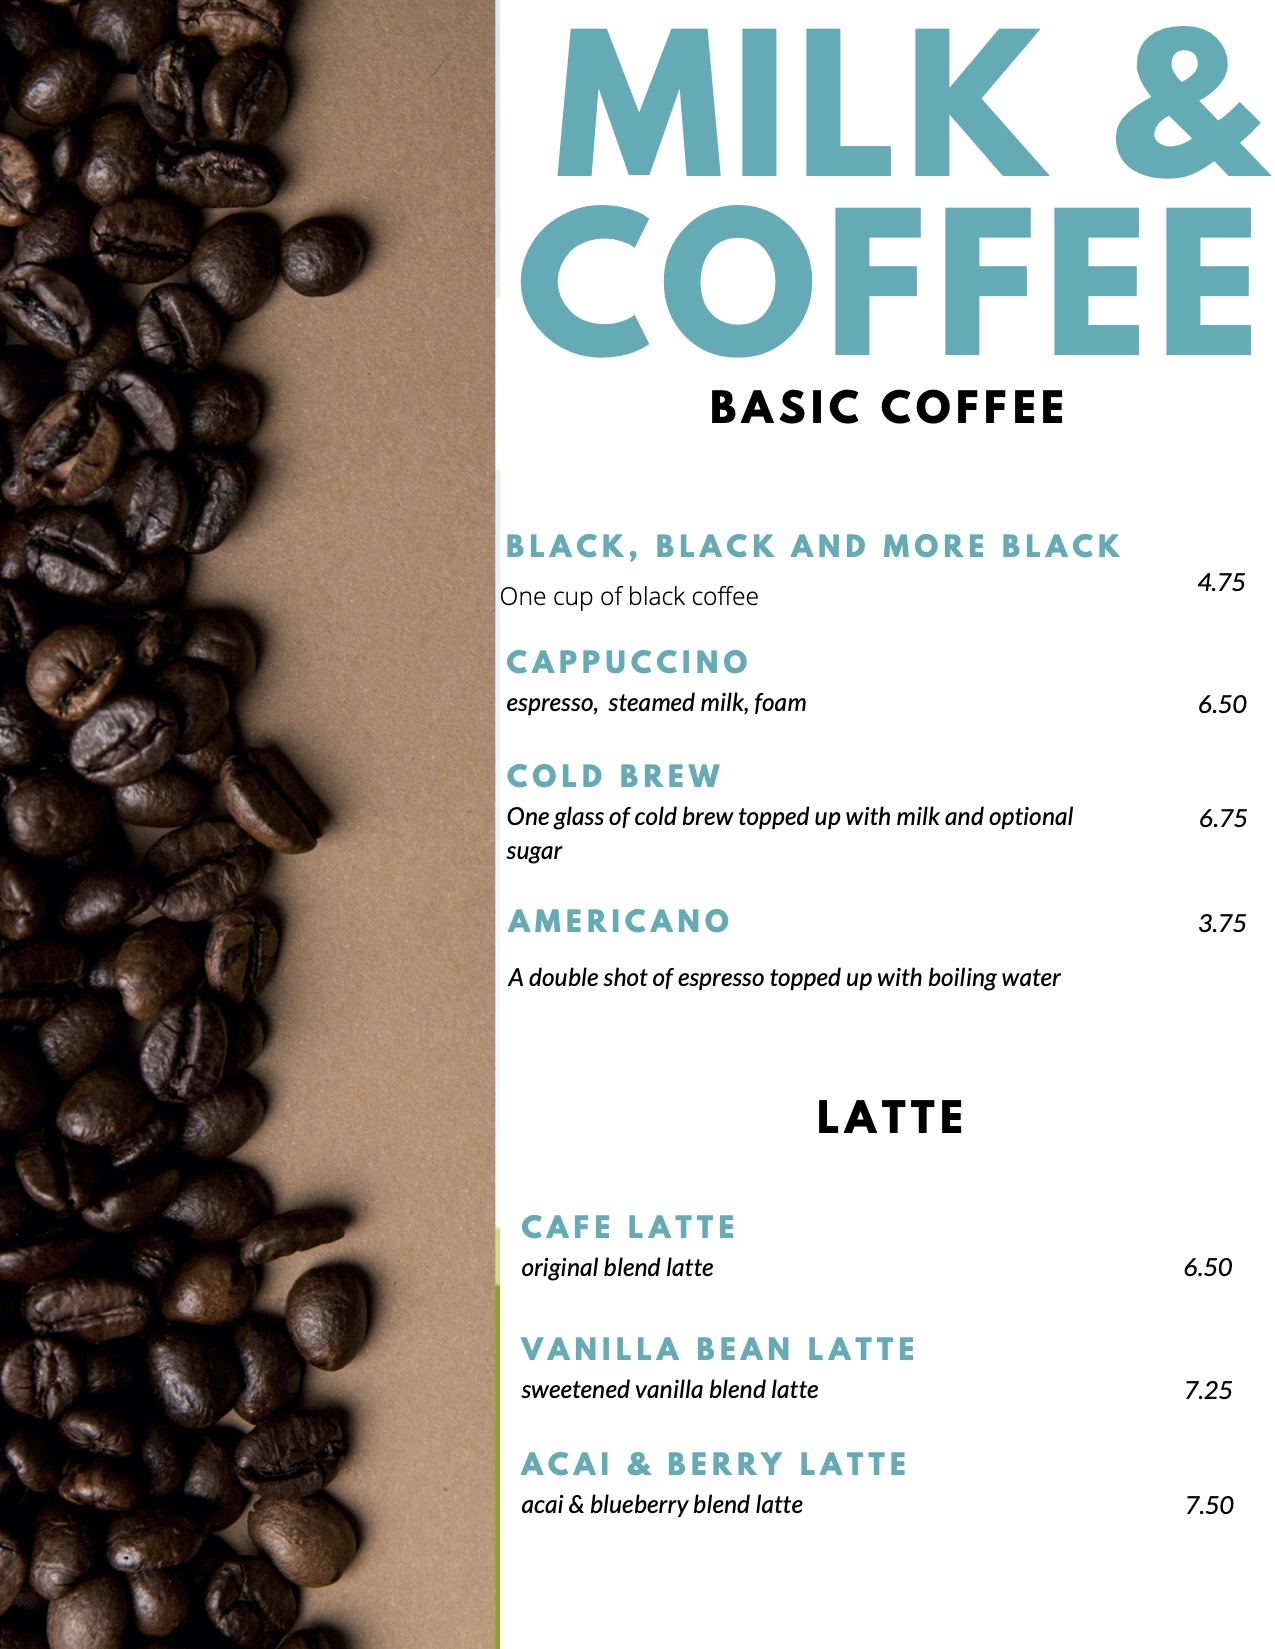 MILK &
COFFEE
BASIC COFFEE
BLACK, BLACK AND MORE BLACK
4.75
One cup of black coffee
CAPPUCCINO
espresso,  steamed milk, foam
6.50
COLD BREW
One glass of cold brew topped up with milk and optional
6.75
sugar
AMERICANO
3.75
A double shot of espresso topped up with boiling water
LATTE
CAFE LATTE
original blend latte
6.50
VANILLA BEAN LATTE
sweetened vanilla blend latte
7.25
ACAI & BERRY LATTE
acai & blueberry blend latte
7.50